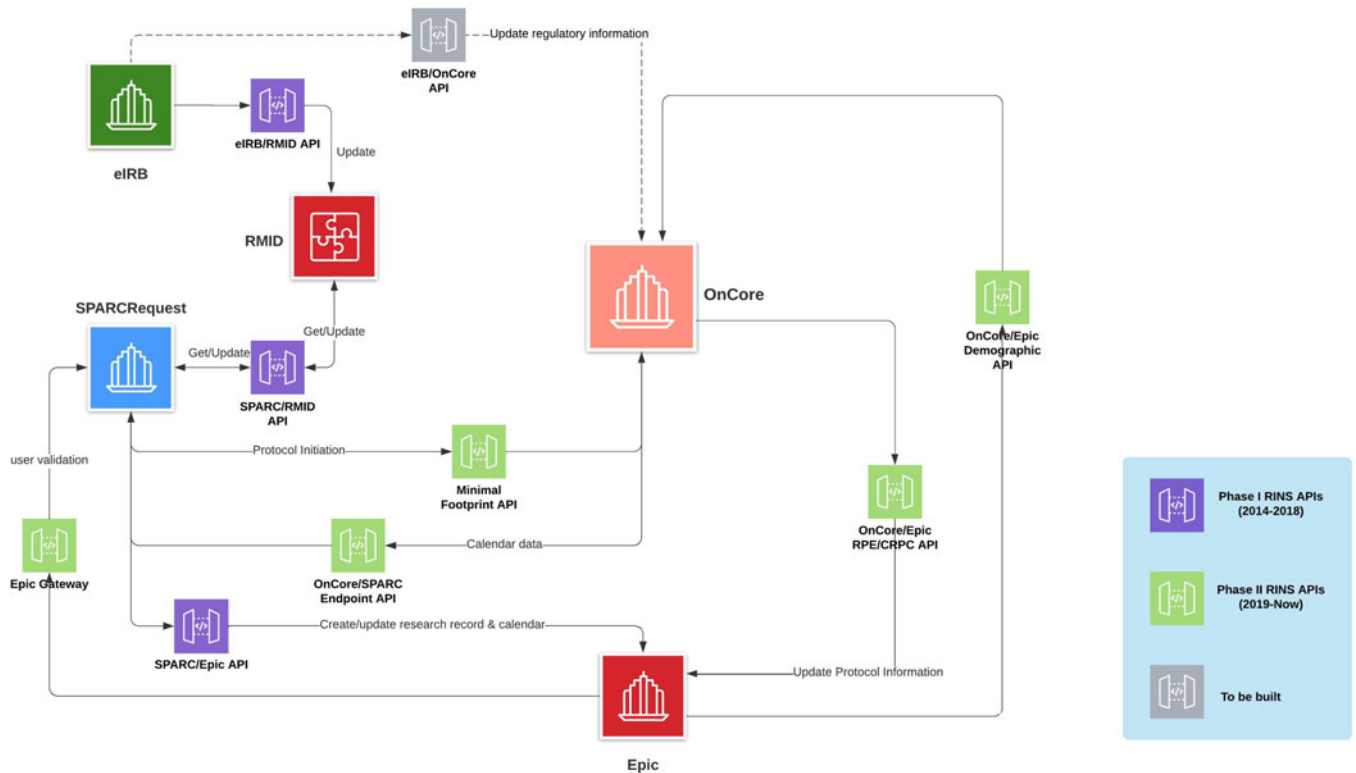 Update regulatory information
eIRB/OnCore
API
eIRB/RMID API
Update
eIRB
RMID
SPARCRequest
OnCore
Get/Update
Get/Update
SPARC/RMID
API
OnCore/Epic
Demographic
API
Protocol Initiation
user validation
Minimal
Footprint API
OnCore/Epic
RPE/CRPC API
Calendar data
Epic Gateway
OnCore/SPARC
Endpoint API
Create/update research record & calendar
SPARC/Epic API
Update Protocol Information
Epic
Phase I RINS APIs
(2014-2018)
Phase II RINS APIs
(2019-Now)
To be built